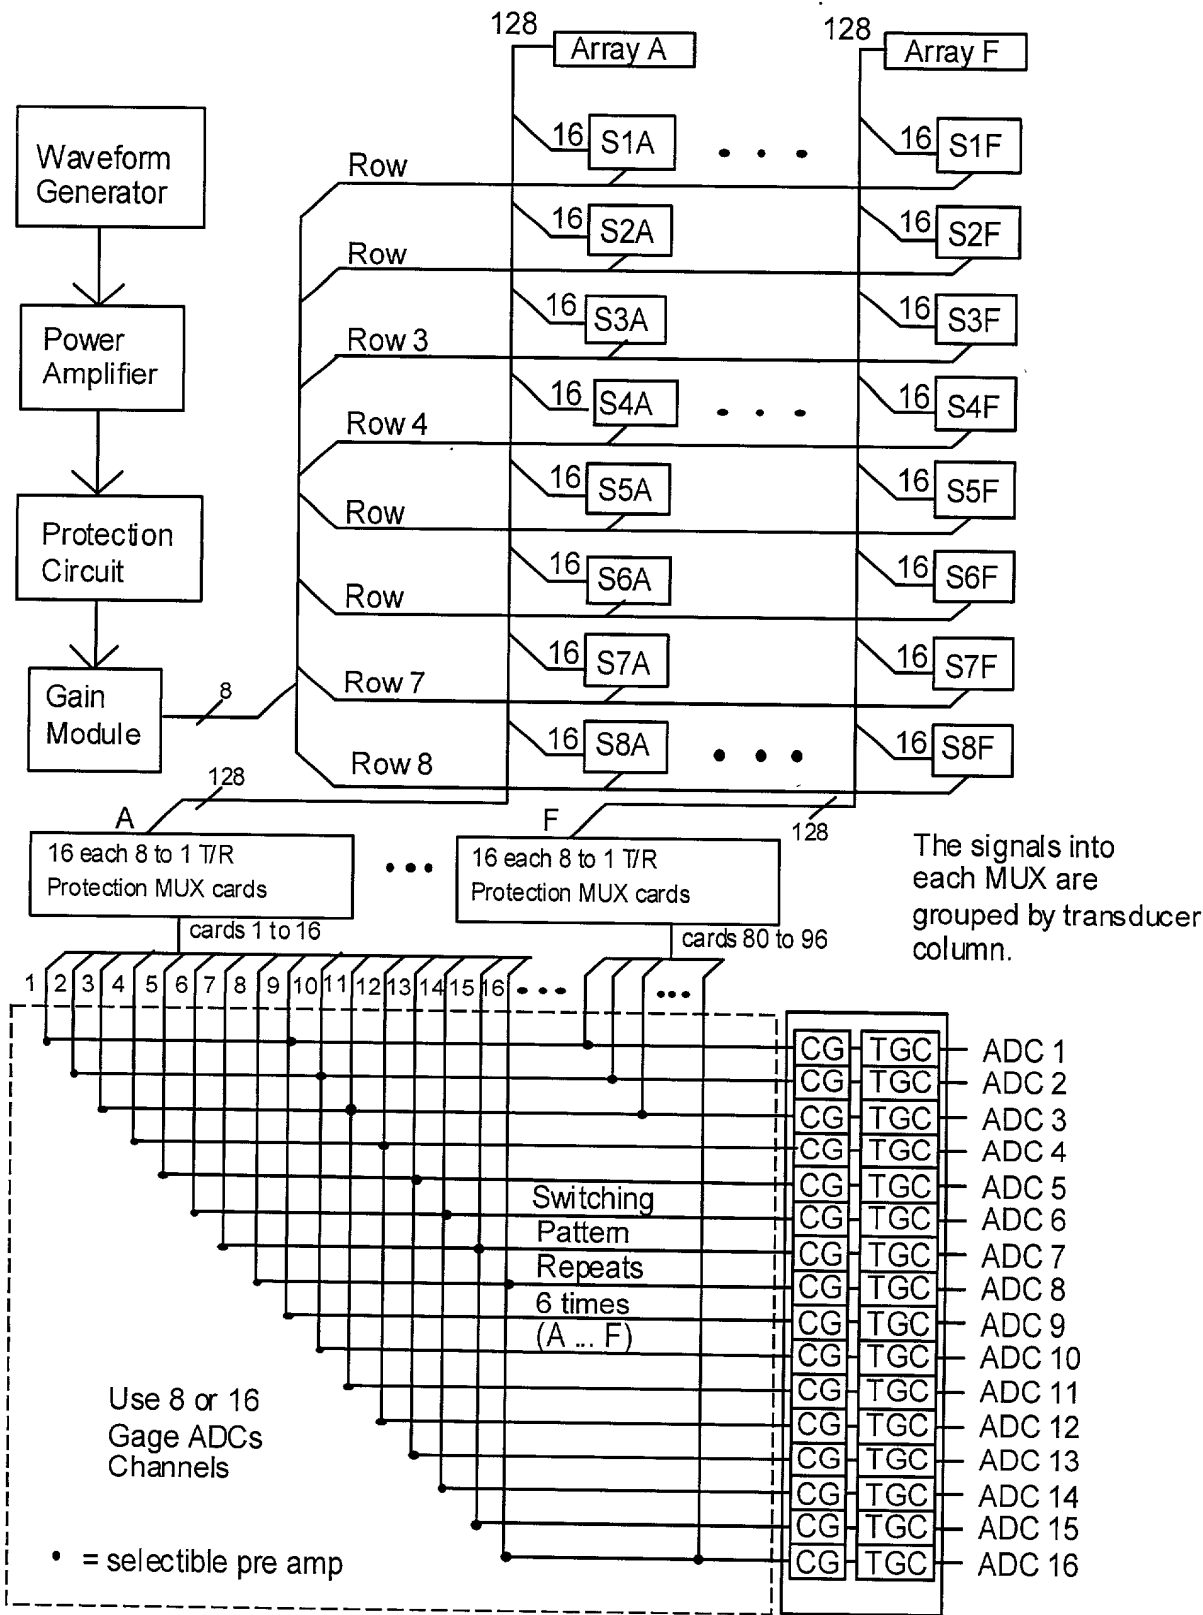 128
Array A
128
Array F
Waveform
Generator
Power
Amplifier
Protection
Circuit
Gain
Module
8
Row
16
S1A
• • •
16
S1F
Row
16
S2A
16
S2F
Row 3
16
S3A
16
S3F
Row 4
16
S4A
• • •
16
S4F
Row
16
S5A
16
S5F
Row
16
S6A
16
S6F
Row 7
16
S7A
16
S7F
Row 8
16
S8A
• • •
16
S8F
128
A
F
128
16 each 8 to 1 T/R
Protection MUX cards
• • •
16 each 8 to 1 T/R
Protection MUX cards
The signals into
each MUX are
grouped by transducer
column.
cards 1 to 16
cards 80 to 96
1 2 3 4 5 6 7 8 9 10 11 12 13 14 15 16 • • • • • •
CG TGC ADC 1
CG TGC ADC 2
CG TGC ADC 3
CG TGC ADC 4
CG TGC ADC 5
CG TGC ADC 6
CG TGC ADC 7
CG TGC ADC 8
CG TGC ADC 9
CG TGC ADC 10
CG TGC ADC 11
CG TGC ADC 12
CG TGC ADC 13
CG TGC ADC 14
CG TGC ADC 15
CG TGC ADC 16
Switching
Pattern
Repeats
6 times
(A ... F)
Use 8 or 16
Gage ADCs
Channels
• = selectible pre amp